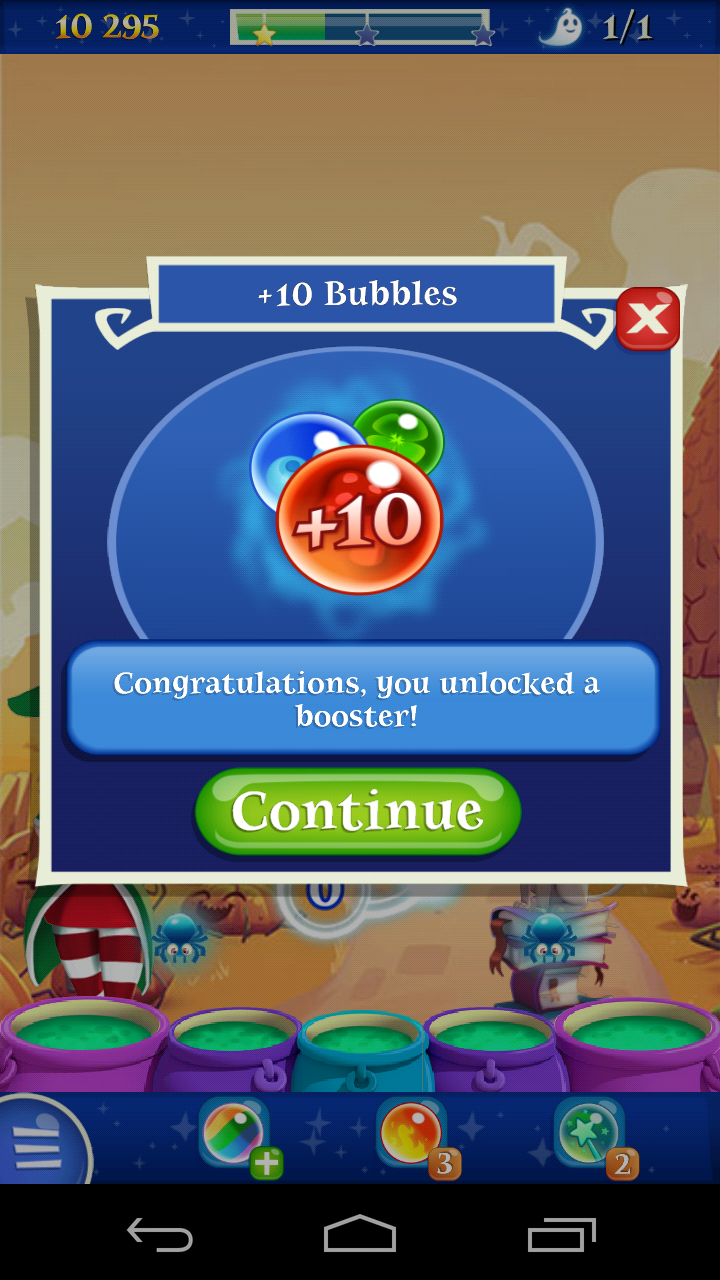 10 295
1/1
+10 Bubbles
+10
Congratulations, you unlocked a
booster!
Continue
0
3
2